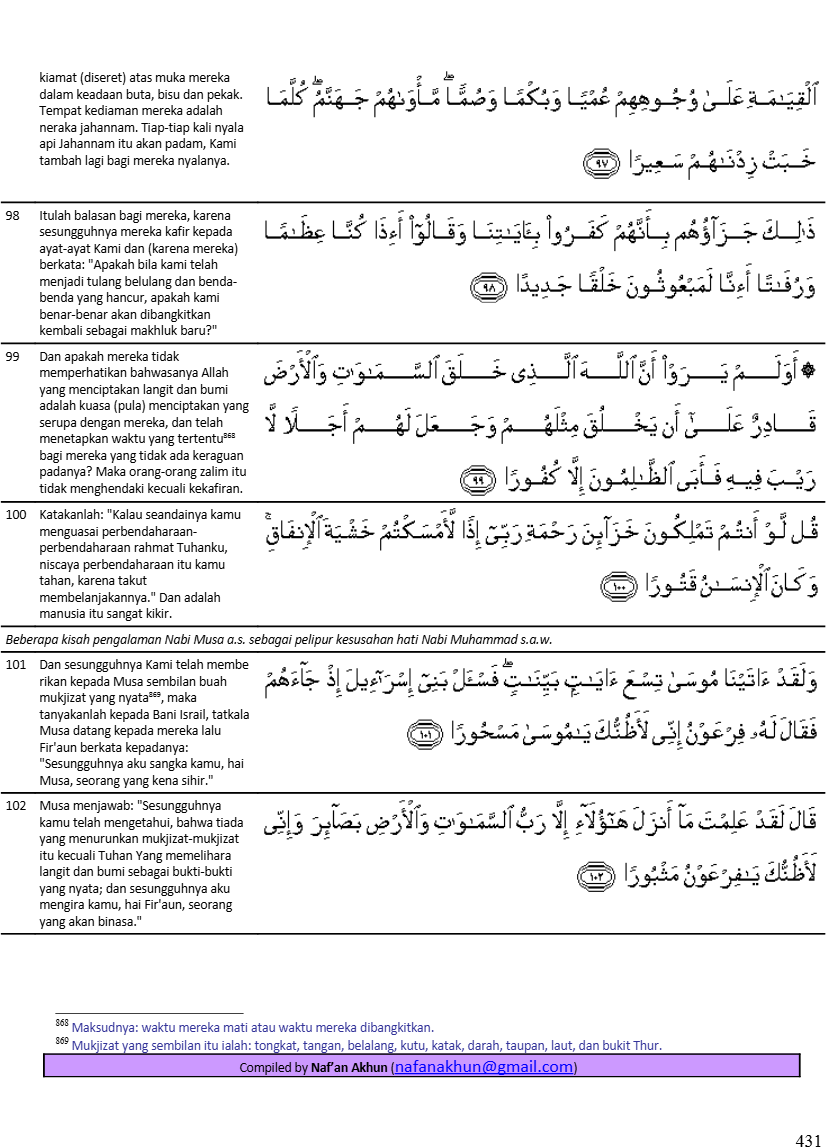 kiamat (diseret) atas muka mereka
dalam keadaan buta, bisu dan pekak.
Tempat kediaman mereka adalah
neraka jahannam. Tiap-tiap kali nyala
api Jahannam itu akan padam, Kami
tambah lagi bagi mereka nyalanya.
ٱلْقِيَـٰمَةِ عَلَىٰ وُجُوهِهِمْ عُمْيًا وَبُكْمًا وَصُمًّا ۖ مَّأْوَىٰهُمْ جَهَنَّمُ ۖ كُلَّمَا
خَبَتْ زِدْنَـٰهُمْ سَعِيرًا ٩٧
98 Itulah balasan bagi mereka, karena
sesungguhnya mereka kafir kepada
ayat-ayat Kami dan (karena mereka)
berkata: "Apakah bila kami telah
menjadi tulang belulang dan benda-
benda yang hancur, apakah kami
benar-benar akan dibangkitkan
kembali sebagai makhluk baru?"
ذَٰلِكَ جَزَآؤُهُم بِأَنَّهُمْ كَفَرُوا۟ بِـَٔايَـٰتِنَا وَقَالُوٓا۟ أَءِذَا كُنَّا عِظَـٰمًا
وَرُفَـٰتًا أَءِنَّا لَمَبْعُوثُونَ خَلْقًا جَدِيدًا ٩٨
99 Dan apakah mereka tidak
memperhatikan bahwasanya Allah
yang menciptakan langit dan bumi
adalah kuasa (pula) menciptakan yang
serupa dengan mereka, dan telah
menetapkan waktu yang tertentu868
bagi mereka yang tidak ada keraguan
padanya? Maka orang-orang zalim itu
tidak menghendaki kecuali kekafiran.
۞ أَوَلَمْ يَرَوْا۟ أَنَّ ٱللَّهَ ٱلَّذِى خَلَقَ ٱلسَّمَـٰوَٰتِ وَٱلْأَرْضَ
قَادِرٌ عَلَىٰٓ أَن يَخْلُقَ مِثْلَهُمْ وَجَعَلَ لَهُمْ أَجَلًا لَّا
رَيْبَ فِيهِ فَأَبَى ٱلظَّـٰلِمُونَ إِلَّا كُفُورًا ٩٩
100 Katakanlah: "Kalau seandainya kamu
menguasai perbendaharaan-
perbendaharaan rahmat Tuhanku,
niscaya perbendaharaan itu kamu
tahan, karena takut
membelanjakannya." Dan adalah
manusia itu sangat kikir.
قُل لَّوْ أَنتُمْ تَمْلِكُونَ خَزَآئِنَ رَحْمَةِ رَبِّىٓ إِذًا لَّأَمْسَكْتُمْ خَشْيَةَ ٱلْإِنفَاقِ ۚ
وَكَانَ ٱلْإِنسَـٰنُ قَتُورًا ١٠٠
Beberapa kisah pengalaman Nabi Musa a.s. sebagai pelipur kesusahan hati Nabi Muhammad s.a.w.
101 Dan sesungguhnya Kami telah membe
rikan kepada Musa sembilan buah
mukjizat yang nyata869, maka
tanyakanlah kepada Bani Israil, tatkala
Musa datang kepada mereka lalu
Fir'aun berkata kepadanya:
"Sesungguhnya aku sangka kamu, hai
Musa, seorang yang kena sihir."
وَلَقَدْ ءَاتَيْنَا مُوسَىٰ تِسْعَ ءَايَـٰتٍۭ بَيِّنَـٰتٍ ۖ فَسْـَٔلْ بَنِىٓ إِسْرَٰٓءِيلَ إِذْ جَآءَهُمْ
فَقَالَ لَهُۥ فِرْعَوْنُ إِنِّى لَأَظُنُّكَ يَـٰمُوسَىٰ مَسْحُورًا ١٠١
102 Musa menjawab: "Sesungguhnya
kamu telah mengetahui, bahwa tiada
yang menurunkan mukjizat-mukjizat
itu kecuali Tuhan Yang memelihara
langit dan bumi sebagai bukti-bukti
yang nyata; dan sesungguhnya aku
mengira kamu, hai Fir'aun, seorang
yang akan binasa."
قَالَ لَقَدْ عَلِمْتَ مَآ أَنزَلَ هَـٰٓؤُلَآءِ إِلَّا رَبُّ ٱلسَّمَـٰوَٰتِ وَٱلْأَرْضِ بَصَآئِرَ وَإِنِّى
لَأَظُنُّكَ يَـٰفِرْعَوْنُ مَثْبُورًا ١٠٢
868 Maksudnya: waktu mereka mati atau waktu mereka dibangkitkan.
869 Mukjizat yang sembilan itu ialah: tongkat, tangan, belalang, kutu, katak, darah, taupan, laut, dan bukit Thur.
Compiled by Naf'an Akhun (nafanakhun@gmail.com)
431